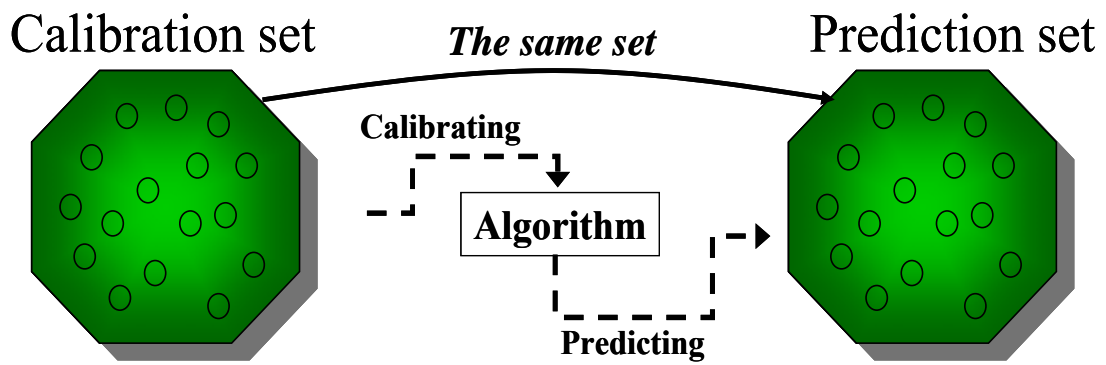 Calibration set
The same set
Prediction set
Calibrating
Algorithm
Predicting